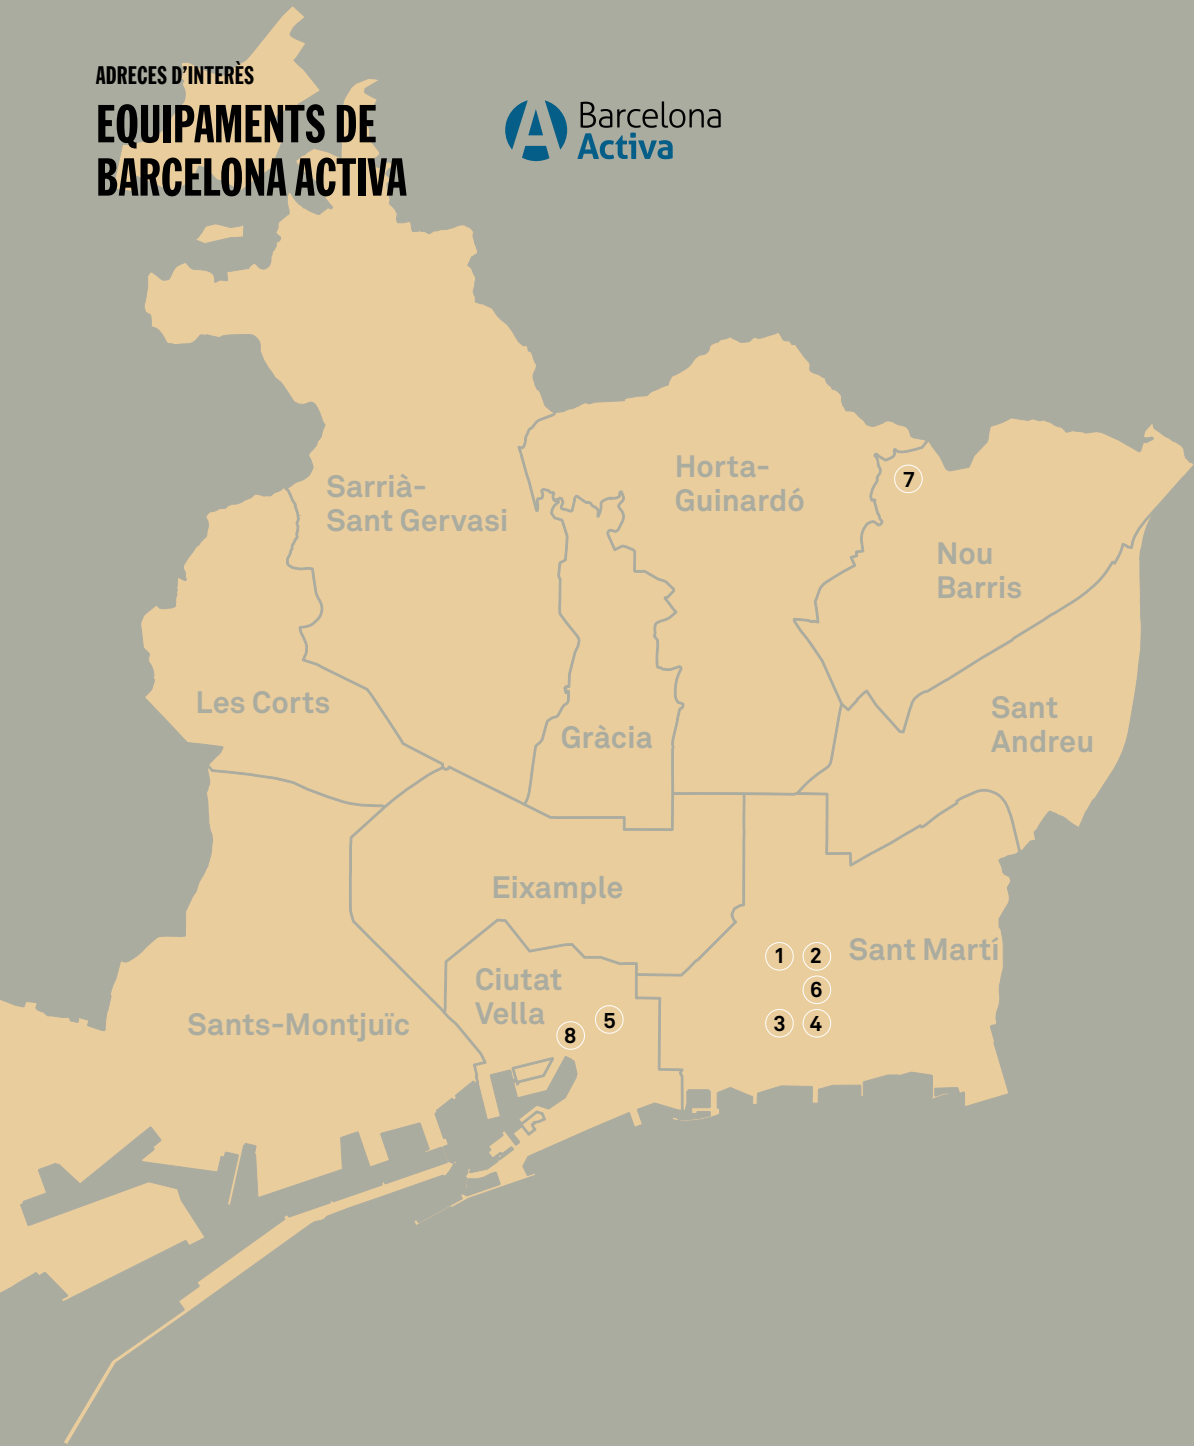 ADRECES D'INTERÈS
EQUIPAMENTS DE
BARCELONA ACTIVA
Barcelona
Activa
Sarrià-
Sant Gervasi
Horta-
Guinardó
7
Nou
Barris
Les Corts
Gràcia
Sant
Andreu
Eixample
1
2
Sant Martí
6
3
4
Ciutat
Vella
5
8
Sants-Montjuïc